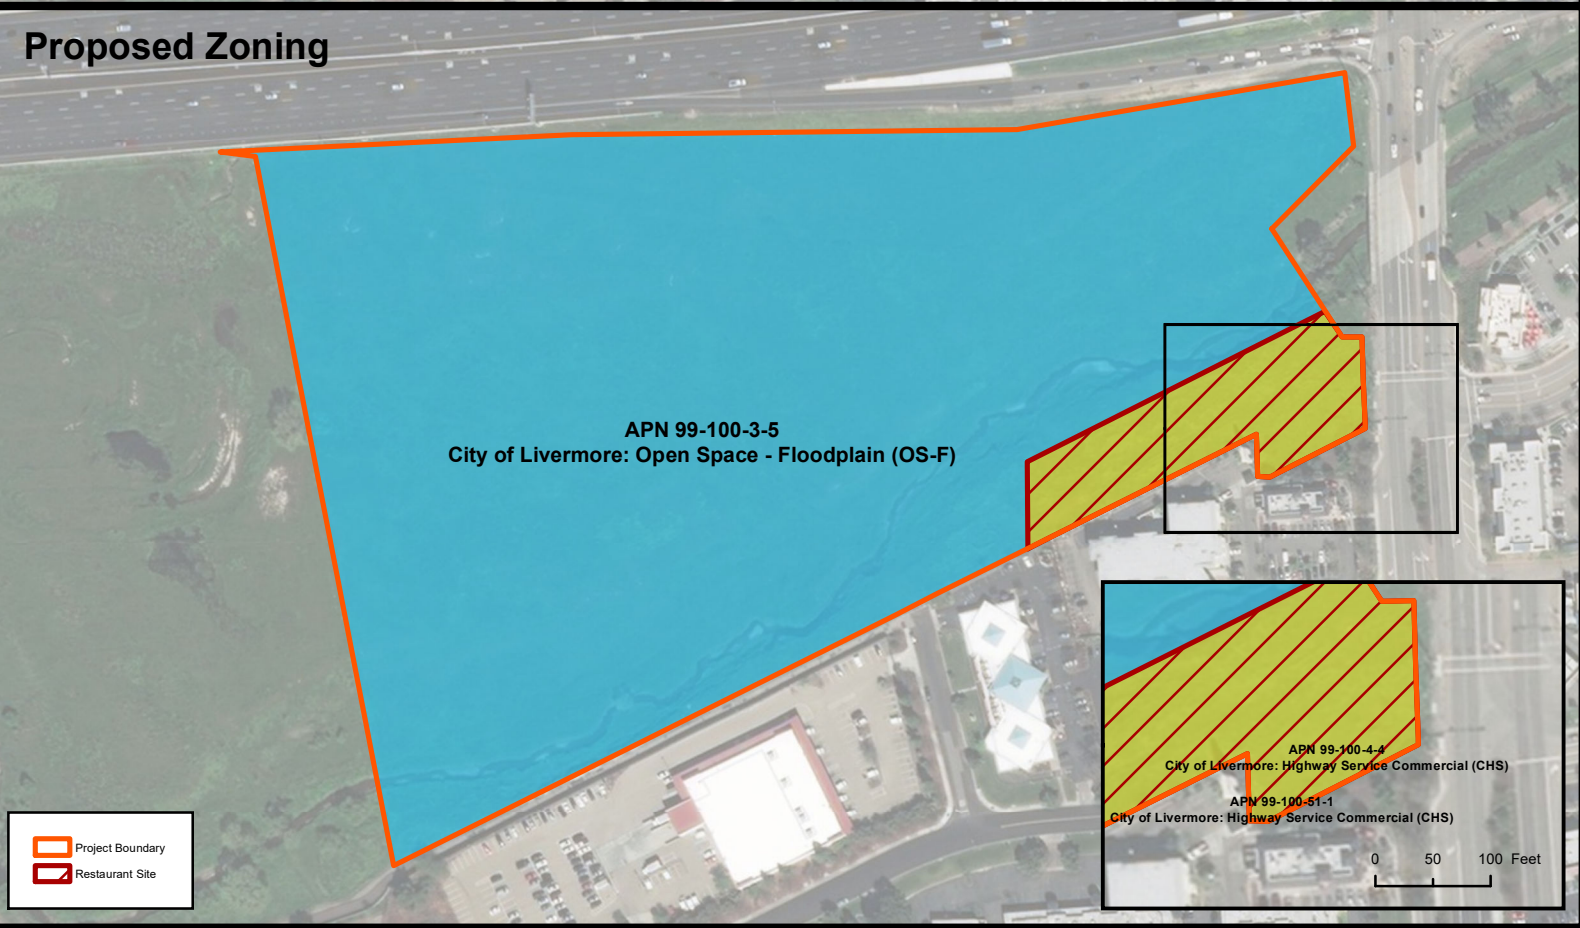 Proposed Zoning
APN 99-100-3-5
City of Livermore: Open Space - Floodplain (OS-F)
APN 99-100-4-4
City of Livermore: Highway Service Commercial (CHS)
APN 99-100-51-1
City of Livermore: Highway Service Commercial (CHS)
0 50 100 Feet
Project Boundary
Restaurant Site